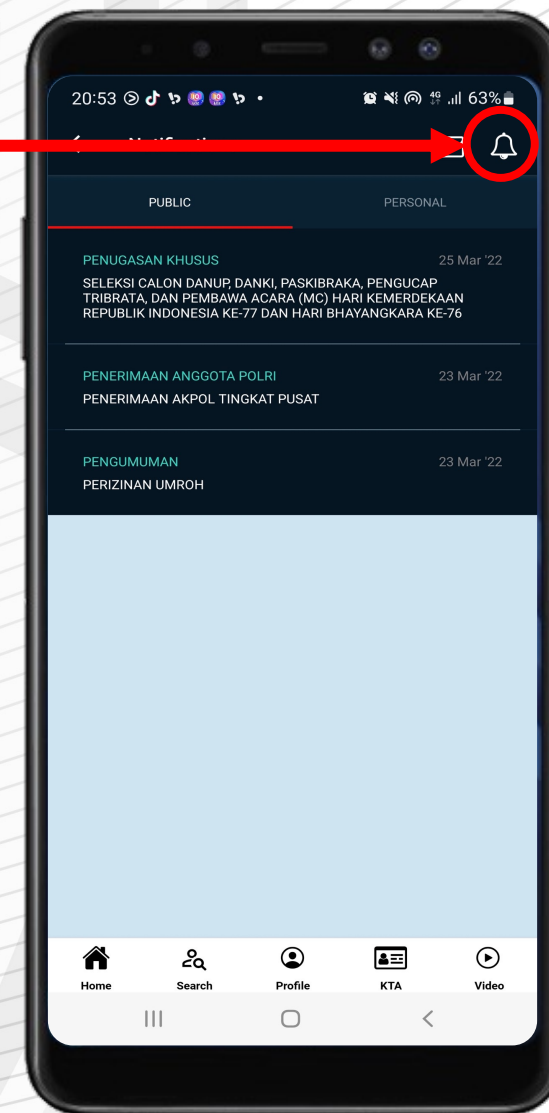 20:53 63%
PUBLIC PERSONAL
PENUGASAN KHUSUS 25 Mar '22
SELEKSI CALON DANUP, DANKI, PASKIBRAKA, PENGUCAP
TRIBRATA, DAN PEMBAWA ACARA (MC) HARI KEMERDEKAAN
REPUBLIK INDONESIA KE-77 DAN HARI BHAYANGKARA KE-76
PENERIMAAN ANGGOTA POLRI 23 Mar '22
PENERIMAAN AKPOL TINGKAT PUSAT
PENGUMUMAN 23 Mar '22
PERIZINAN UMROH
Home Search Profile KTA Video